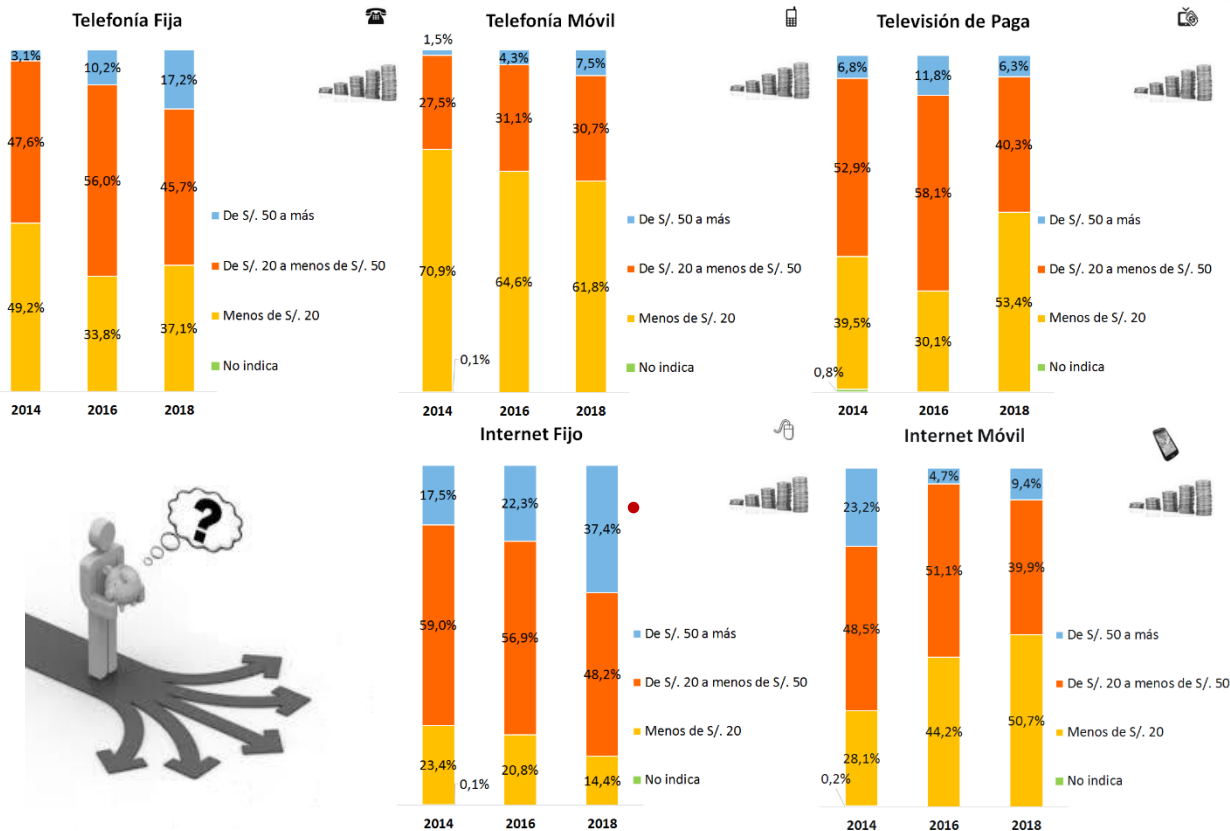 Telefonía Fija
3,1%
10,2%
17,2%
47,6%
56,0%
45,7%
49,2%
33,8%
37,1%
De S/. 50 a más
De S/. 20 a menos de S/. 50
Menos de S/. 20
No indica
2014 2016 2018
Telefonía Móvil
1,5%
4,3%
7,5%
27,5%
31,1%
30,7%
70,9%
64,6%
61,8%
0,1%
De S/. 50 a más
De S/. 20 a menos de S/. 50
Menos de S/. 20
No indica
2014 2016 2018
Televisión de Paga
6,8%
11,8%
6,3%
52,9%
58,1%
40,3%
39,5%
30,1%
53,4%
0,8%
De S/. 50 a más
De S/. 20 a menos de S/. 50
Menos de S/. 20
No indica
2014 2016 2018
?
Internet Fijo
17,5%
22,3%
37,4%
59,0%
56,9%
48,2%
23,4%
20,8%
14,4%
0,1%
De S/. 50 a más
De S/. 20 a menos de S/. 50
Menos de S/. 20
No indica
2014 2016 2018
Internet Móvil
23,2%
4,7%
9,4%
48,5%
51,1%
39,9%
28,1%
44,2%
50,7%
0,2%
De S/. 50 a más
De S/. 20 a menos de S/. 50
Menos de S/. 20
No indica
2014 2016 2018